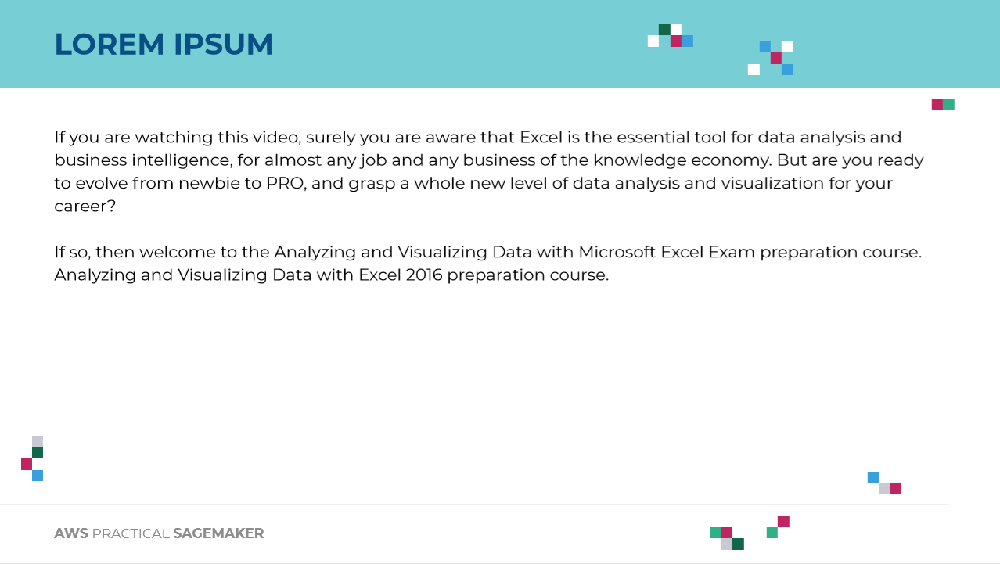 LOREM IPSUM
If you are watching this video, surely you are aware that Excel is the essential tool for data analysis and
business intelligence, for almost any job and any business of the knowledge economy. But are you ready
to evolve from newbie to PRO, and grasp a whole new level of data analysis and visualization for your
career?
If so, then welcome to the Analyzing and Visualizing Data with Microsoft Excel Exam preparation course.
Analyzing and Visualizing Data with Excel 2016 preparation course.
AWS PRACTICAL SAGEMAKER